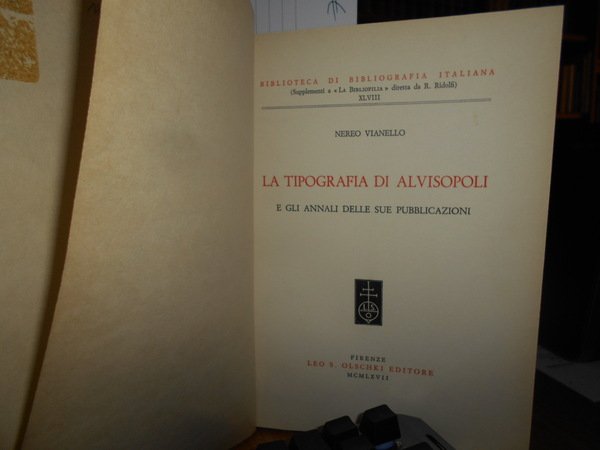 BIBLIOTECA DI BIBLIOGRAFIA ITALIANA
(Supplementi a «La Bibliofilia» diretta da R. Ridolfi)
XLVIII
NEREO VIANELLO
LA TIPOGRAFIA DI ALVISOPOLI
E GLI ANNALI DELLE SUE PUBBLICAZIONI
L S
O
FIRENZE
LEO S. OLSCHKI EDITORE
MCMLXVII